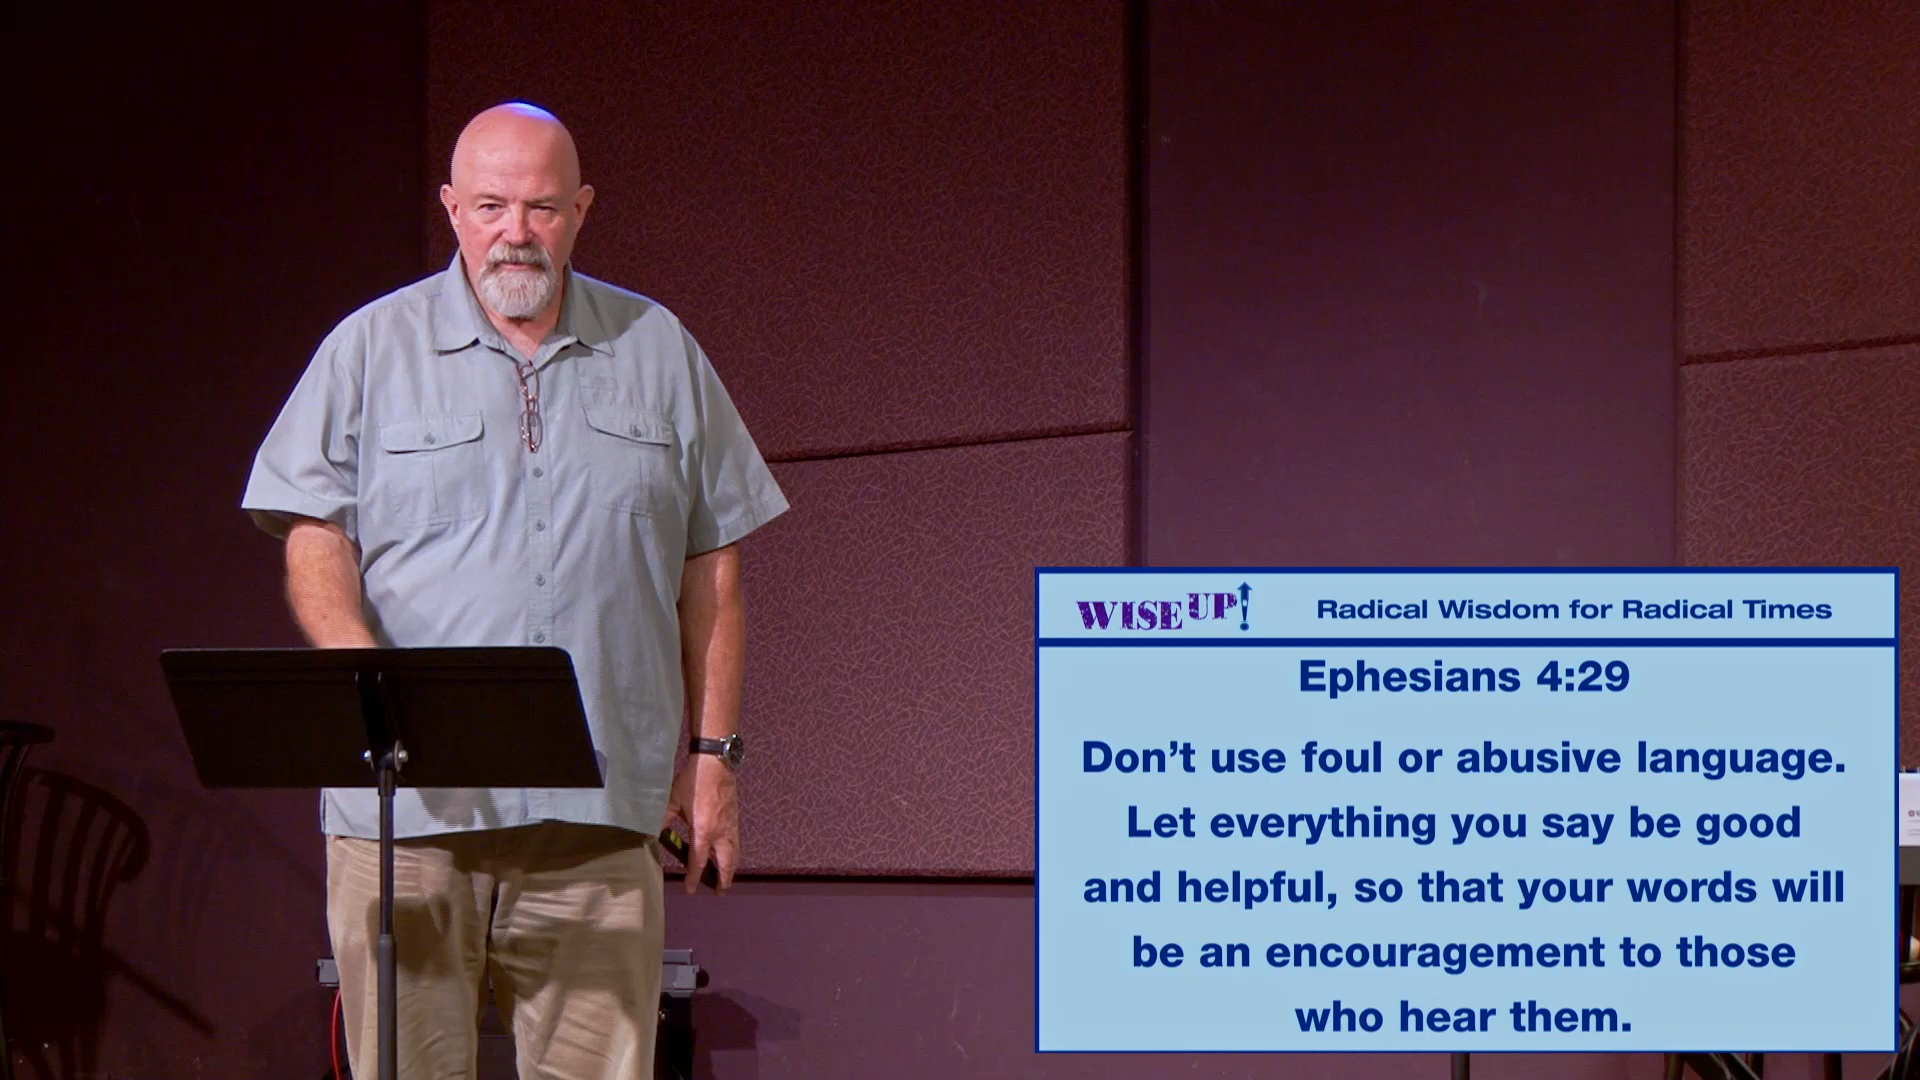 WISE UP!
Radical Wisdom for Radical Times
Ephesians 4:29
Don’t use foul or abusive language.
Let everything you say be good
and helpful, so that your words will
be an encouragement to those
who hear them.